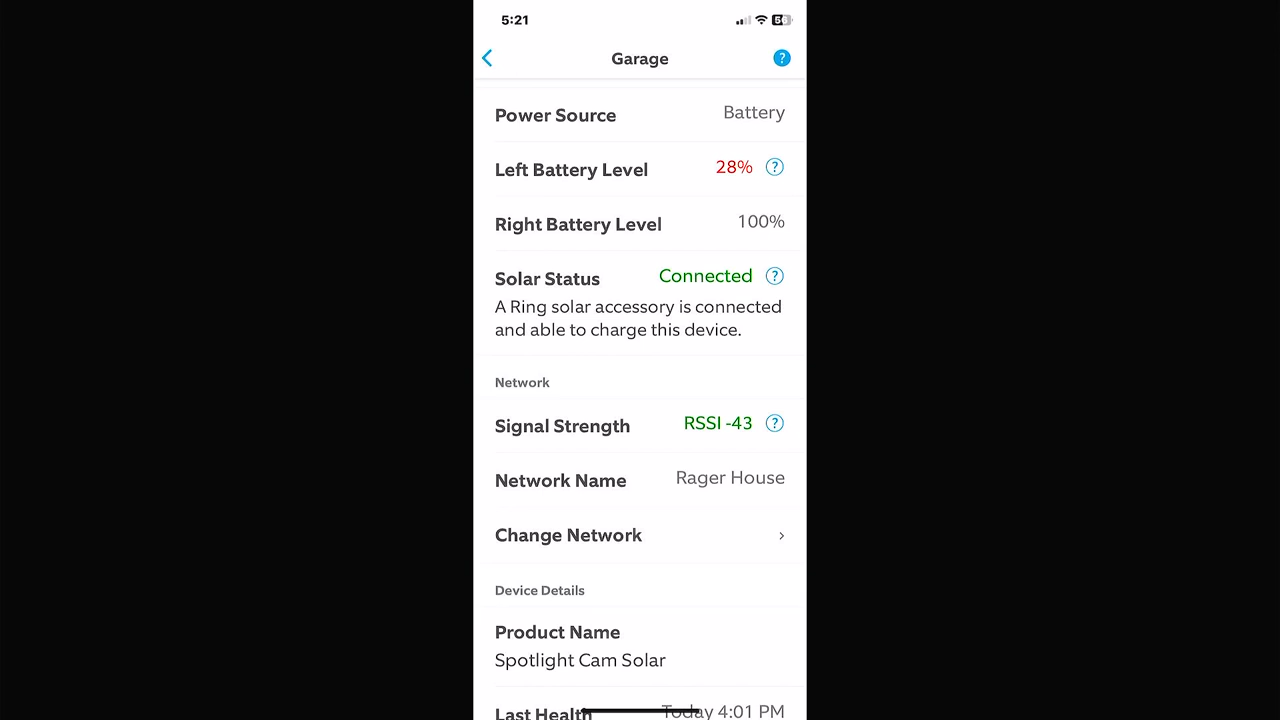 5:21
56
Garage
?
Power Source Battery
Left Battery Level 28% ?
Right Battery Level 100%
Solar Status Connected ?
A Ring solar accessory is connected
and able to charge this device.
Network
Signal Strength RSSI -43 ?
Network Name Rager House
Change Network
Device Details
Product Name
Spotlight Cam Solar
Last Health Today 4:01 PM